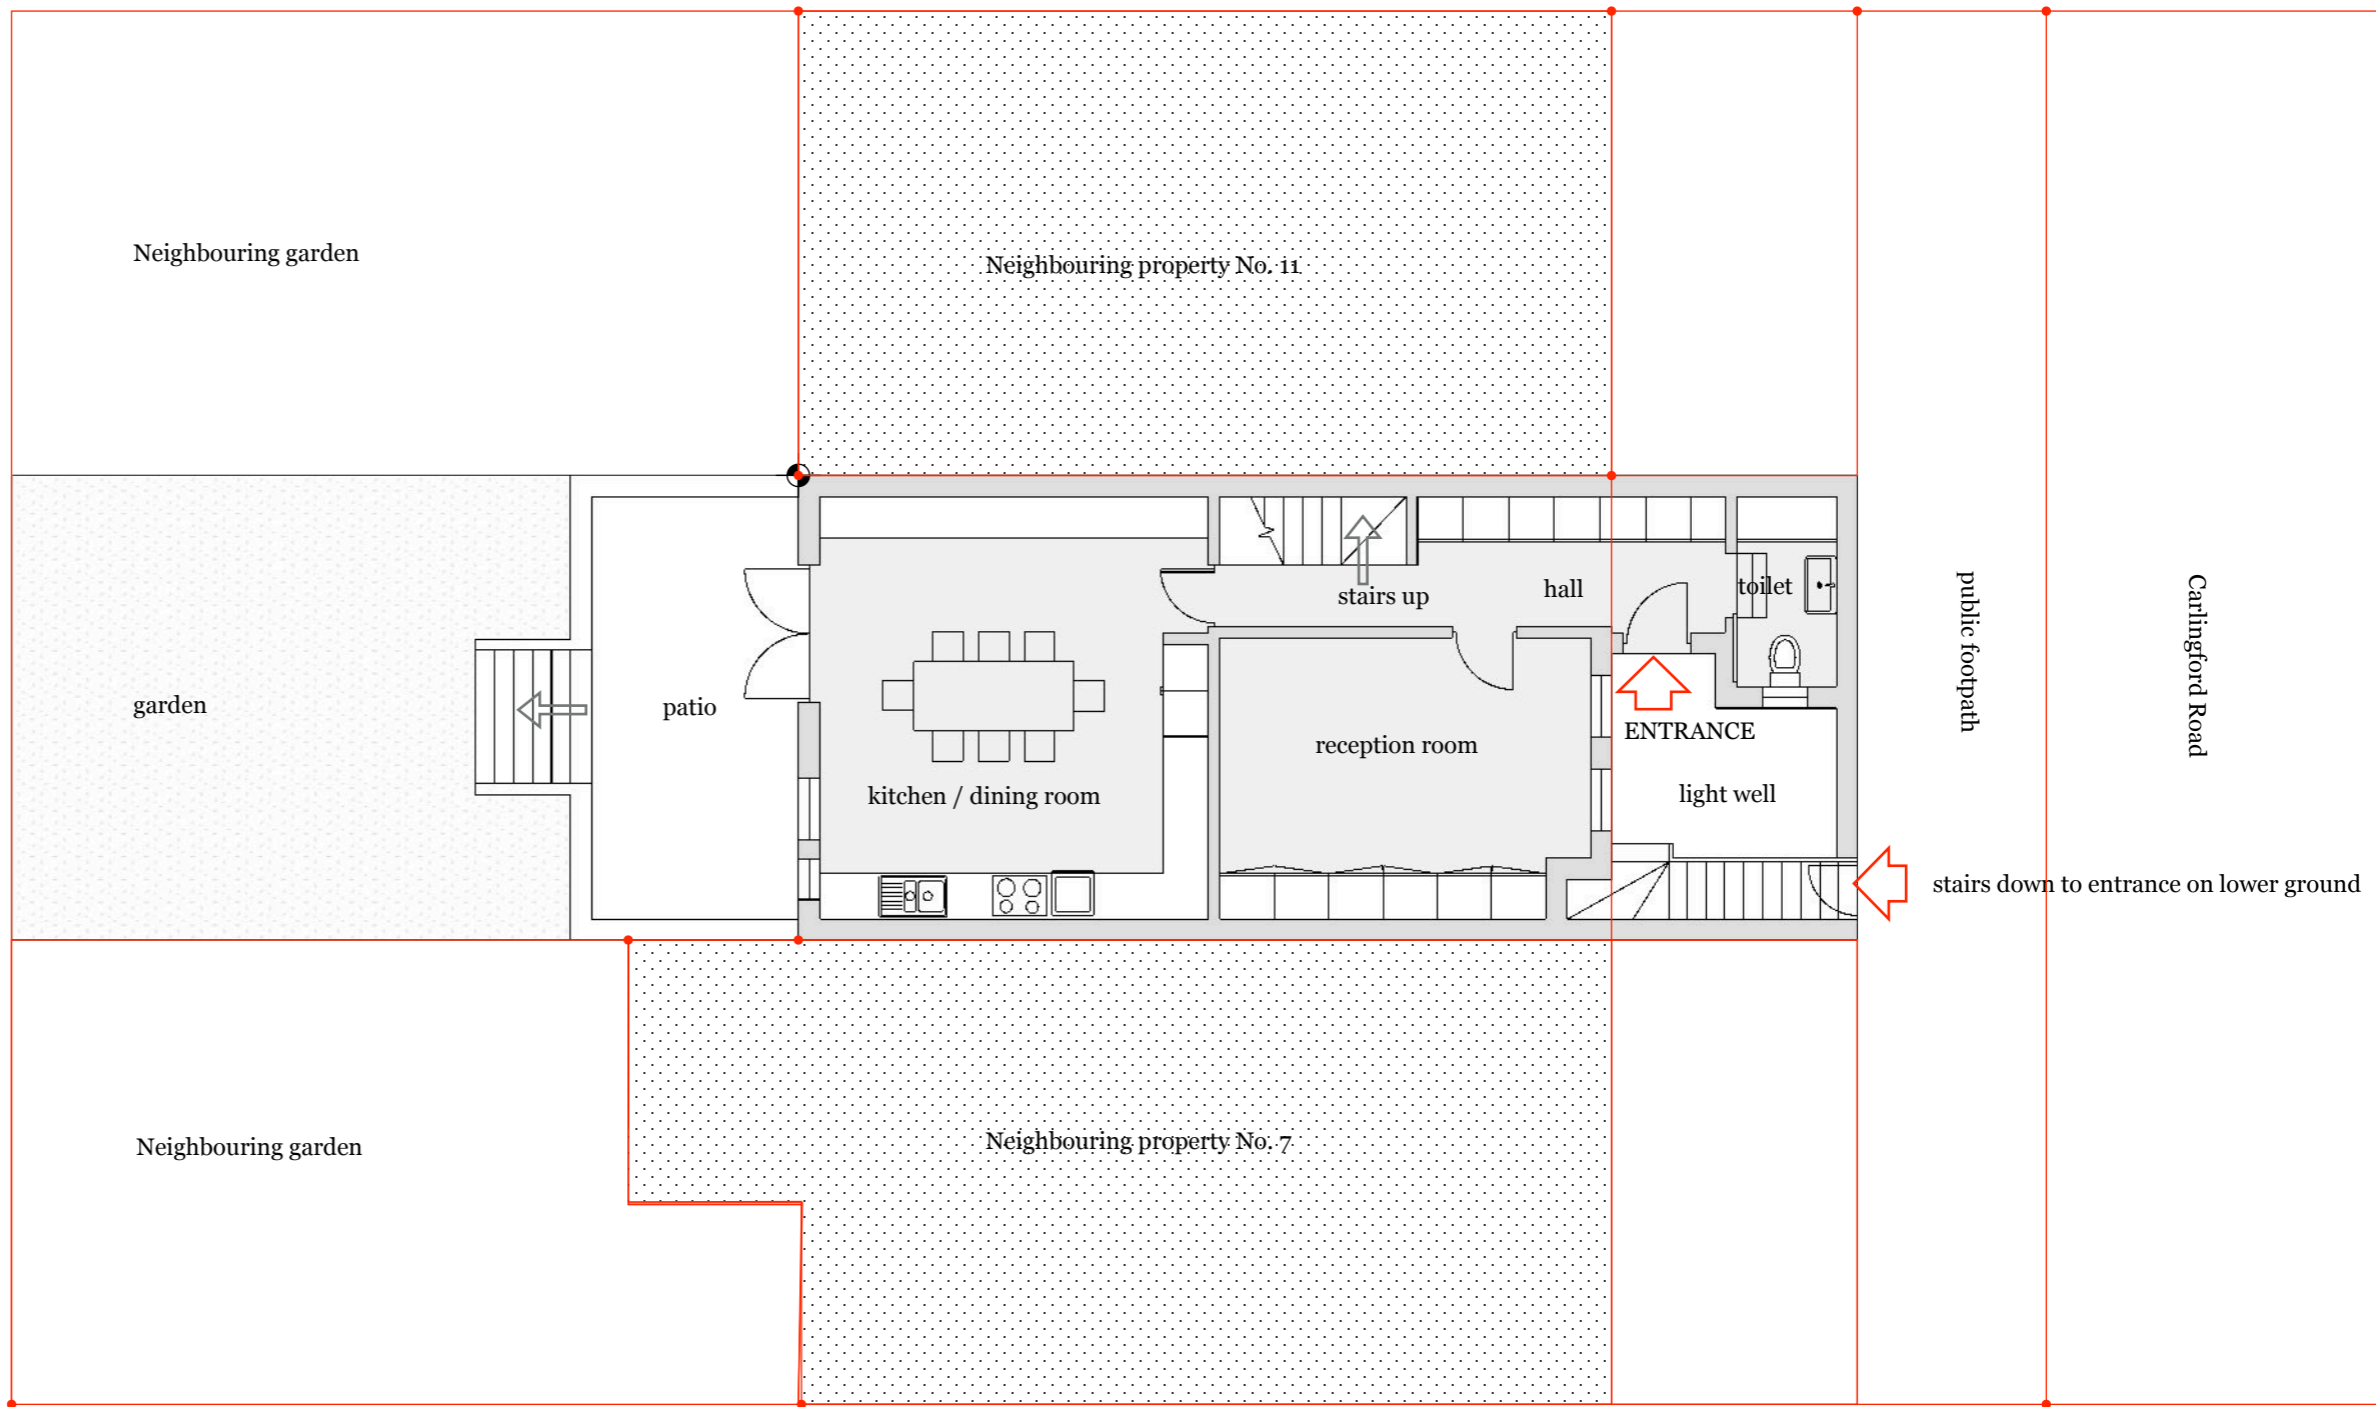 Neighbouring garden
Neighbouring property No. 11
stairs up
hall
toilet
public footpath
Carlingford Road
garden
patio
kitchen / dining room
reception room
ENTRANCE
light well
stairs down to entrance on lower ground
Neighbouring garden
Neighbouring property No. 7